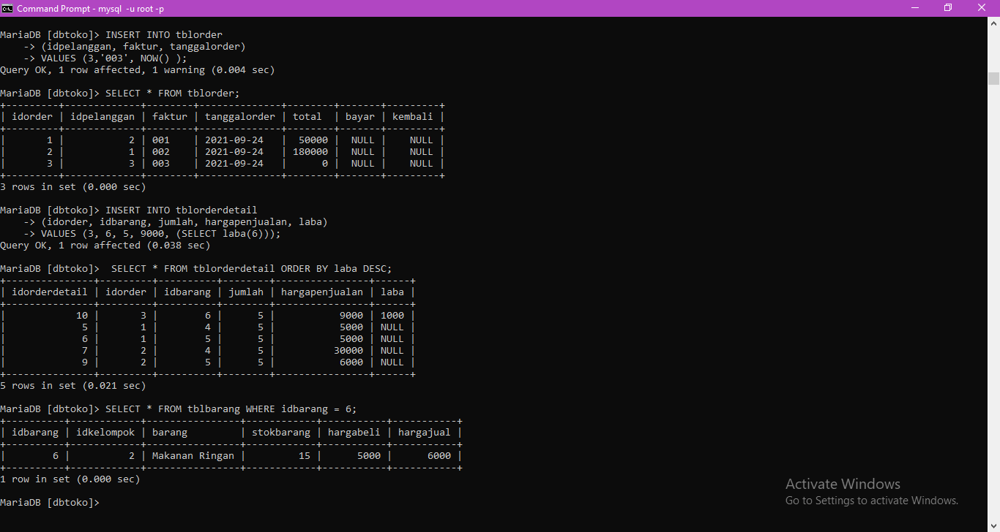 Command Prompt - mysql -u root -p
MariaDB [dbtoko]> INSERT INTO tblorder
    -> (idpelanggan, faktur, tanggalorder)
    -> VALUES (3,'003', NOW() );
Query OK, 1 row affected, 1 warning (0.004 sec)
MariaDB [dbtoko]> SELECT * FROM tblorder;
+---------+-------------+--------+--------------+--------+-------+---------+
| idorder | idpelanggan | faktur | tanggalorder | total  | bayar | kembali |
+---------+-------------+--------+--------------+--------+-------+---------+
|       1 |           2 | 001    | 2021-09-24   |  50000 |  NULL |    NULL |
|       2 |           1 | 002    | 2021-09-24   | 180000 |  NULL |    NULL |
|       3 |           3 | 003    | 2021-09-24   |      0 |  NULL |    NULL |
+---------+-------------+--------+--------------+--------+-------+---------+
3 rows in set (0.000 sec)
MariaDB [dbtoko]> INSERT INTO tblorderdetail
    -> (idorder, idbarang, jumlah, hargapenjualan, laba)
    -> VALUES (3, 6, 5, 9000, (SELECT laba(6)));
Query OK, 1 row affected (0.038 sec)
MariaDB [dbtoko]>  SELECT * FROM tblorderdetail ORDER BY laba DESC;
+---------------+---------+----------+--------+----------------+------+
| idorderdetail | idorder | idbarang | jumlah | hargapenjualan | laba |
+---------------+---------+----------+--------+----------------+------+
|            10 |       3 |        6 |      5 |           9000 | 1000 |
|             5 |       1 |        4 |      5 |           5000 | NULL |
|             6 |       1 |        5 |      5 |           5000 | NULL |
|             7 |       2 |        4 |      5 |          30000 | NULL |
|             9 |       2 |        5 |      5 |           6000 | NULL |
+---------------+---------+----------+--------+----------------+------+
5 rows in set (0.021 sec)
MariaDB [dbtoko]> SELECT * FROM tblbarang WHERE idbarang = 6;
+----------+------------+----------------+------------+-----------+-----------+
| idbarang | idkelompok | barang         | stokbarang | hargabeli | hargajual |
+----------+------------+----------------+------------+-----------+-----------+
|        6 |          2 | Makanan Ringan |         15 |      5000 |      6000 |
+----------+------------+----------------+------------+-----------+-----------+
1 row in set (0.000 sec)
MariaDB [dbtoko]>
Activate Windows
Go to Settings to activate Windows.